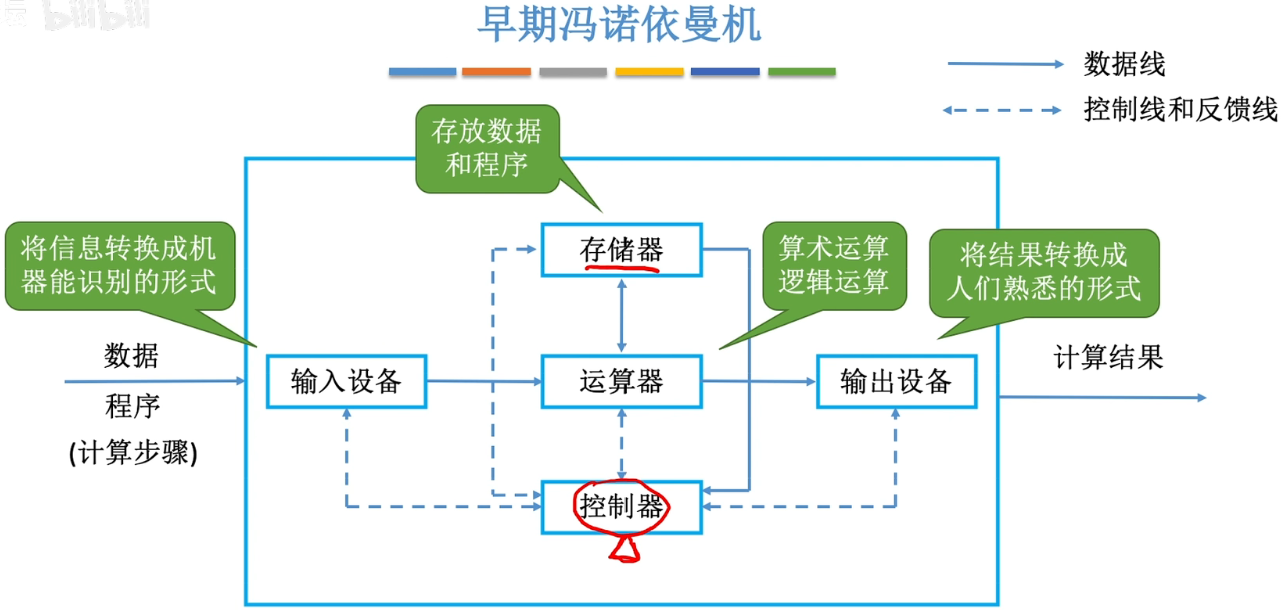 bilibili
早期冯诺依曼机
数据线
控制线和反馈线
存放数据
和程序
将信息转换成机
器能识别的形式
存储器
算术运算
逻辑运算
将结果转换成
人们熟悉的形式
数据
程序
(计算步骤)
输入设备
运算器
输出设备
计算结果
控制器